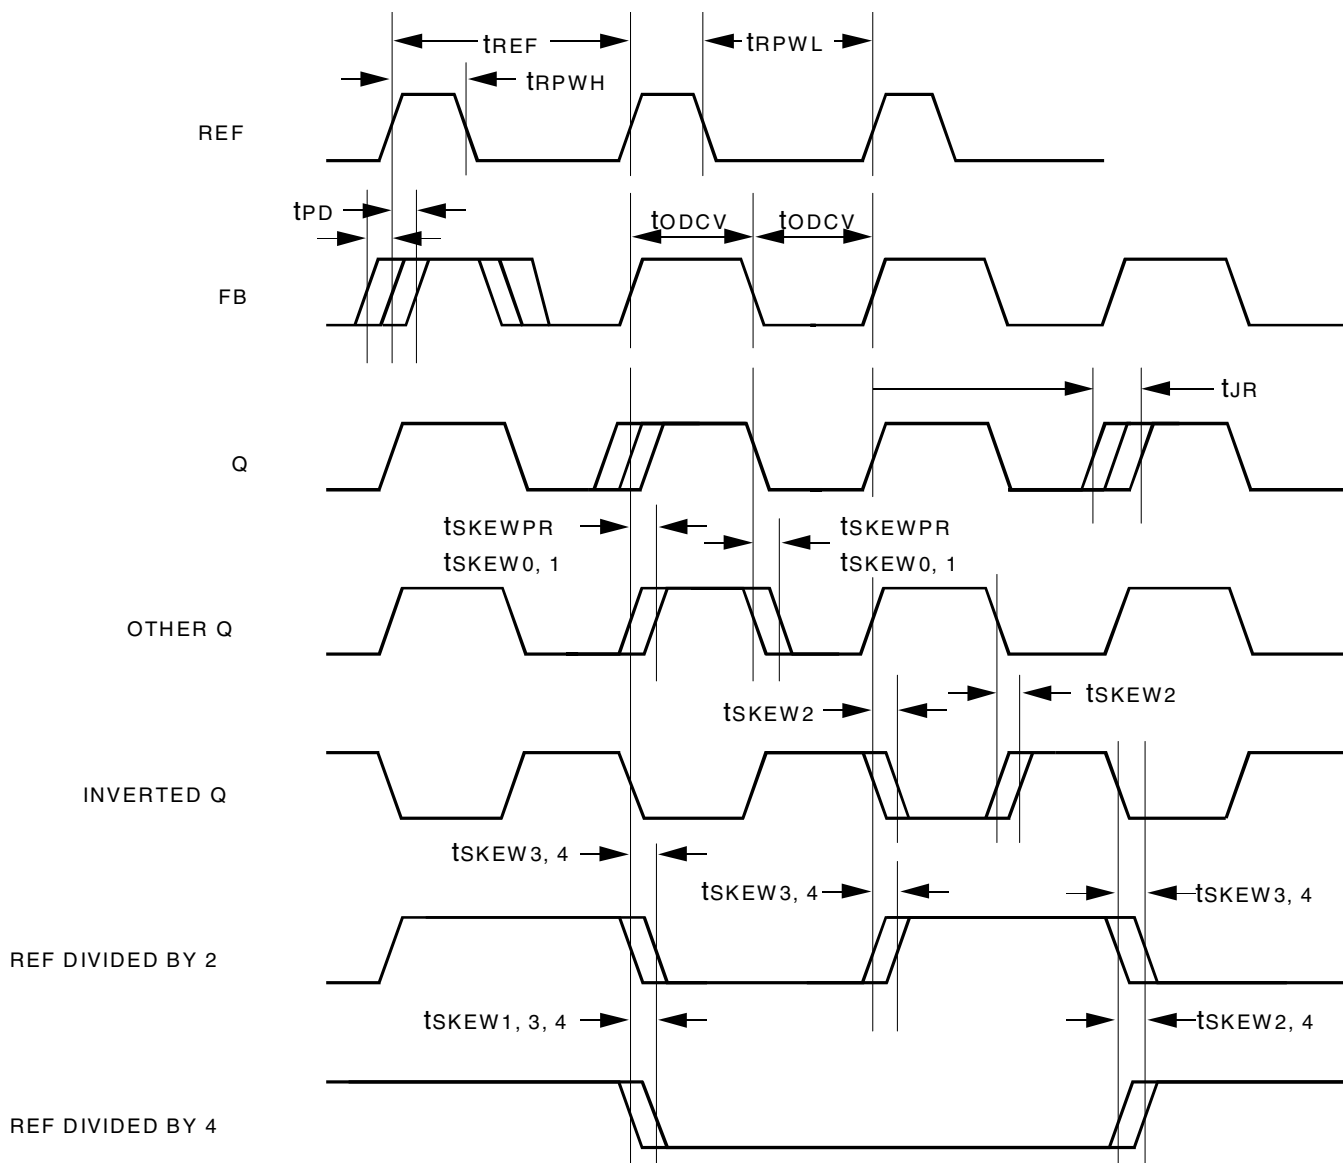 tREF
tRPWL
tRPWH
REF
tPD
tODCV
tODCV
FB
tJR
Q
tSKEWPR
tSKEW0, 1
tSKEWPR
tSKEW0, 1
OTHER Q
tSKEW2
tSKEW2
INVERTED Q
tSKEW3, 4
tSKEW3, 4
tSKEW3, 4
REF DIVIDED BY 2
tSKEW1, 3, 4
tSKEW2, 4
REF DIVIDED BY 4